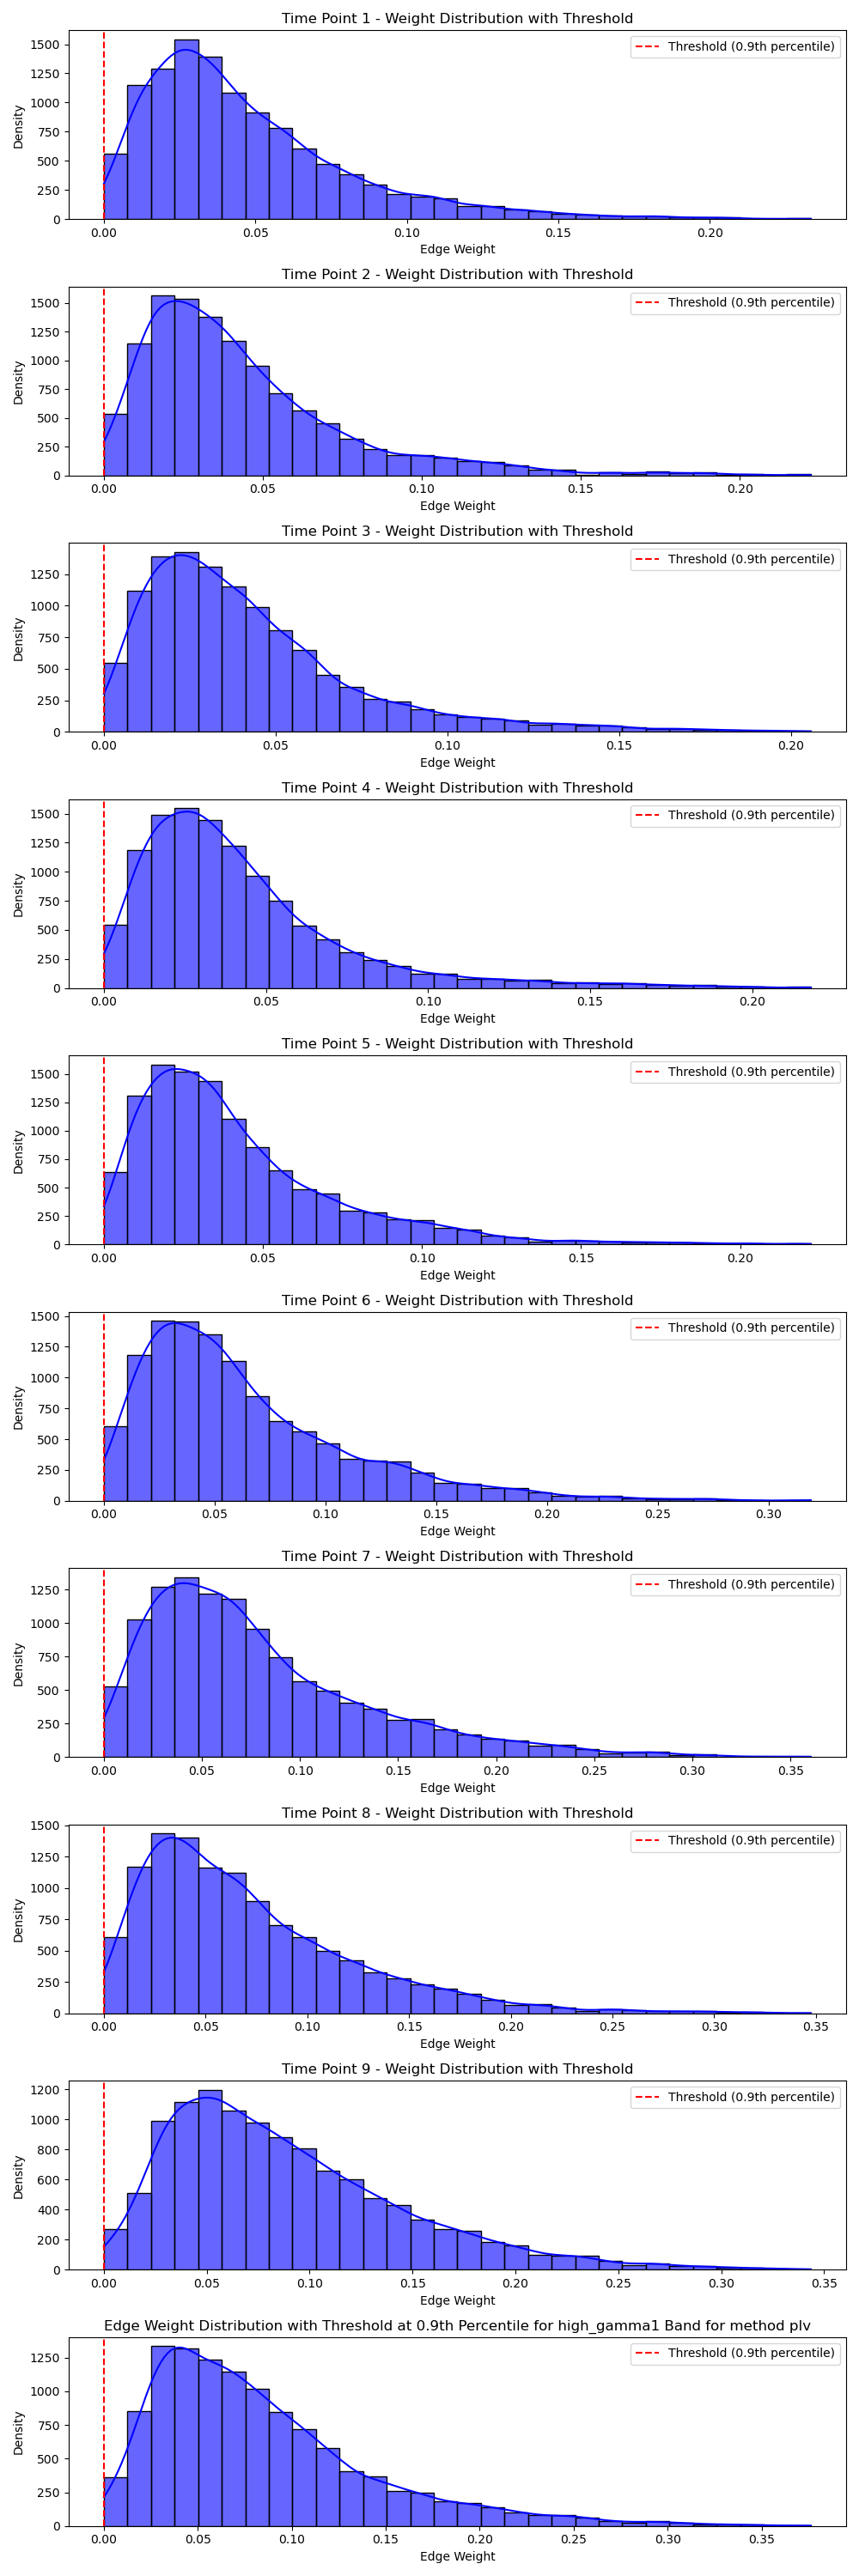 Time Point 1 - Weight Distribution with Threshold
Threshold (0.9th percentile)
Density
1500
1250
1000
750
500
250
0
0.00 0.05 0.10 0.15 0.20
Edge Weight
Time Point 2 - Weight Distribution with Threshold
Threshold (0.9th percentile)
Density
1500
1250
1000
750
500
250
0
0.00 0.05 0.10 0.15 0.20
Edge Weight
Time Point 3 - Weight Distribution with Threshold
Threshold (0.9th percentile)
Density
1250
1000
750
500
250
0
0.00 0.05 0.10 0.15 0.20
Edge Weight
Time Point 4 - Weight Distribution with Threshold
Threshold (0.9th percentile)
Density
1500
1250
1000
750
500
250
0
0.00 0.05 0.10 0.15 0.20
Edge Weight
Time Point 5 - Weight Distribution with Threshold
Threshold (0.9th percentile)
Density
1500
1250
1000
750
500
250
0
0.00 0.05 0.10 0.15 0.20
Edge Weight
Time Point 6 - Weight Distribution with Threshold
Threshold (0.9th percentile)
Density
1500
1250
1000
750
500
250
0
0.00 0.05 0.10 0.15 0.20 0.25 0.30
Edge Weight
Time Point 7 - Weight Distribution with Threshold
Threshold (0.9th percentile)
Density
1250
1000
750
500
250
0
0.00 0.05 0.10 0.15 0.20 0.25 0.30 0.35
Edge Weight
Time Point 8 - Weight Distribution with Threshold
Threshold (0.9th percentile)
Density
1500
1250
1000
750
500
250
0
0.00 0.05 0.10 0.15 0.20 0.25 0.30 0.35
Edge Weight
Time Point 9 - Weight Distribution with Threshold
Threshold (0.9th percentile)
Density
1200
1000
800
600
400
200
0
0.00 0.05 0.10 0.15 0.20 0.25 0.30 0.35
Edge Weight
Edge Weight Distribution with Threshold at 0.9th Percentile for high_gamma1 Band for method plv
Threshold (0.9th percentile)
Density
1250
1000
750
500
250
0
0.00 0.05 0.10 0.15 0.20 0.25 0.30 0.35
Edge Weight